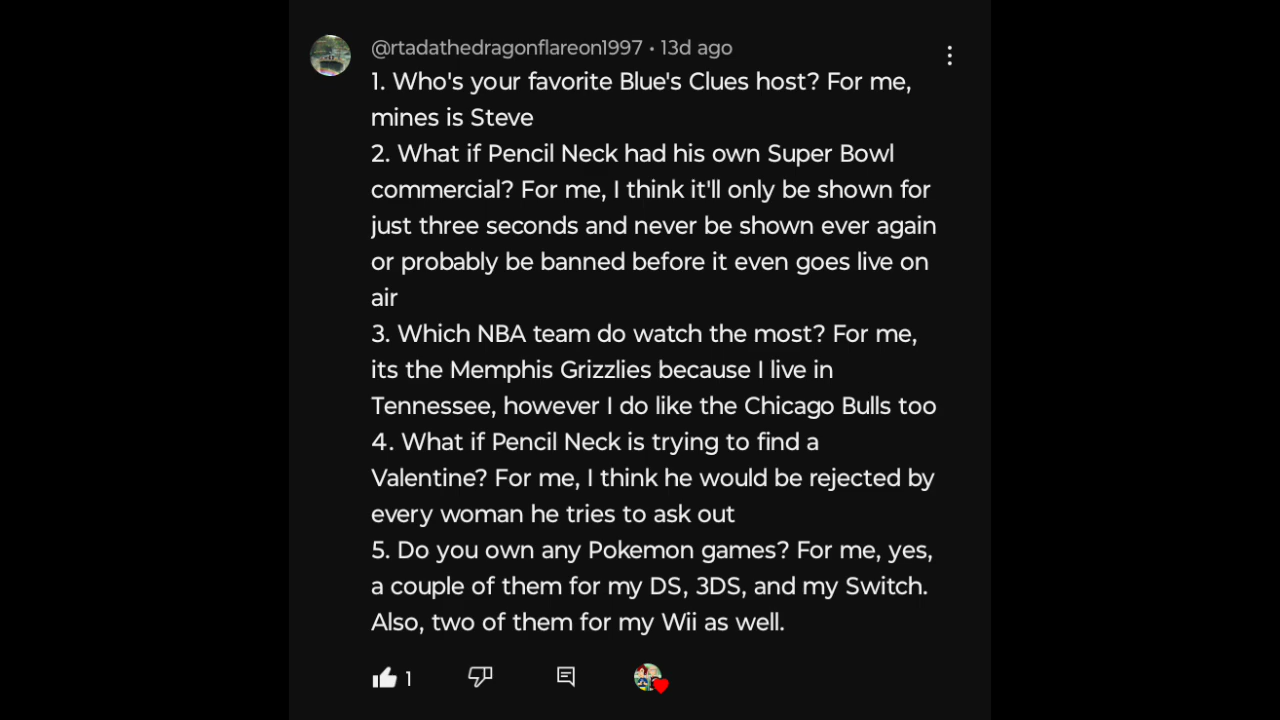 @rtadathedragonflareon1997 • 13d ago
1. Who's your favorite Blue's Clues host? For me,
mines is Steve
2. What if Pencil Neck had his own Super Bowl
commercial? For me, I think it'll only be shown for
just three seconds and never be shown ever again
or probably be banned before it even goes live on
air
3. Which NBA team do watch the most? For me,
its the Memphis Grizzlies because I live in
Tennessee, however I do like the Chicago Bulls too
4. What if Pencil Neck is trying to find a
Valentine? For me, I think he would be rejected by
every woman he tries to ask out
5. Do you own any Pokemon games? For me, yes,
a couple of them for my DS, 3DS, and my Switch.
Also, two of them for my Wii as well.
1